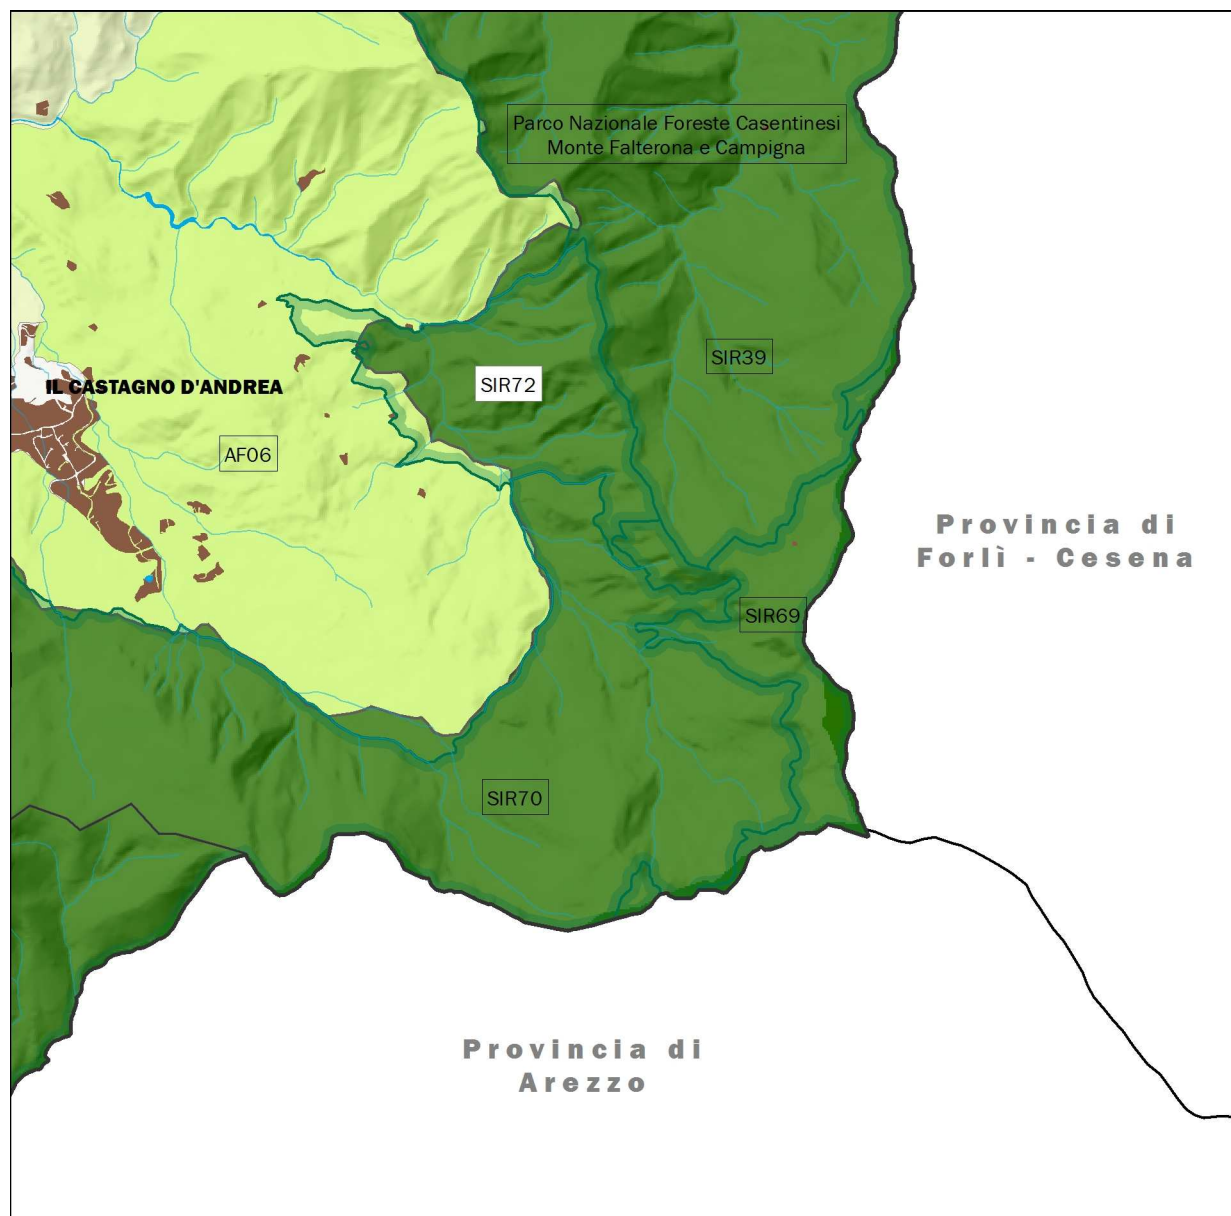 Parco Nazionale Foreste Casentinesi
Monte Falterona e Campigna
SIR39
SIR72
IL CASTAGNO D'ANDREA
AF06
Provincia di
Forlì - Cesena
SIR69
SIR70
Provincia di
Arezzo